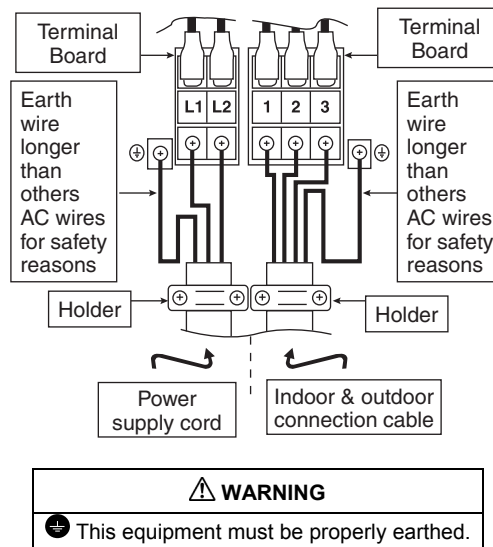 Terminal
Board
Terminal
Board
L1 L2
1 2 3
Earth
wire
longer
than
others
AC wires
for safety
reasons
Earth
wire
longer
than
others
AC wires
for safety
reasons
Holder
Holder
Power
supply cord
Indoor & outdoor
connection cable
⚠ WARNING
This equipment must be properly earthed.